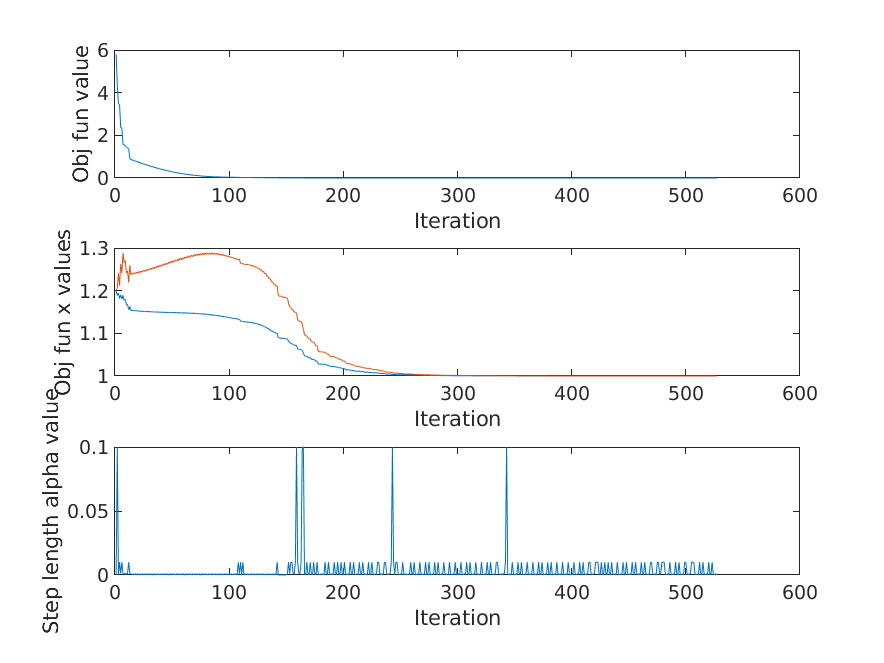 Obj fun value
6
4
2
0
0 100 200 300 400 500 600
Iteration
Obj fun x values
1.3
1.2
1.1
1
0 100 200 300 400 500 600
Iteration
Step length alpha value
0.1
0.05
0
0 100 200 300 400 500 600
Iteration